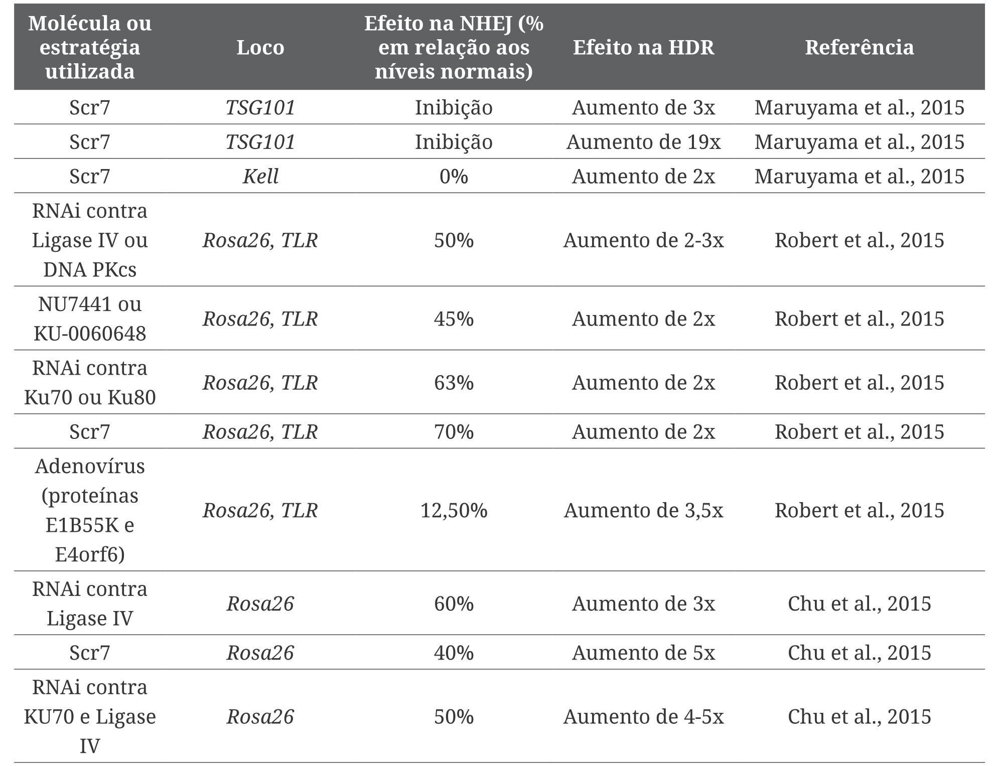 Molécula ou estratégia utilizada
Loco
Efeito na NHEJ (% em relação aos níveis normais)
Efeito na HDR
Referência
Scr7 TSG101 Inibição Aumento de 3x Maruyama et al., 2015
Scr7 TSG101 Inibição Aumento de 19x Maruyama et al., 2015
Scr7 Kell 0% Aumento de 2x Maruyama et al., 2015
RNAi contra
Ligase IV ou
DNA PKcs
Rosa26, TLR 50% Aumento de 2-3x Robert et al., 2015
NU7441 ou
KU-0060648
Rosa26, TLR 45% Aumento de 2x Robert et al., 2015
RNAi contra
Ku70 ou Ku80
Rosa26, TLR 63% Aumento de 2x Robert et al., 2015
Scr7 Rosa26, TLR 70% Aumento de 2x Robert et al., 2015
Adenovírus
(proteínas
E1B55K e
E4orf6)
Rosa26, TLR 12,50% Aumento de 3,5x Robert et al., 2015
RNAi contra
Ligase IV
Rosa26 60% Aumento de 3x Chu et al., 2015
Scr7 Rosa26 40% Aumento de 5x Chu et al., 2015
RNAi contra
KU70 e Ligase
IV
Rosa26 50% Aumento de 4-5x Chu et al., 2015